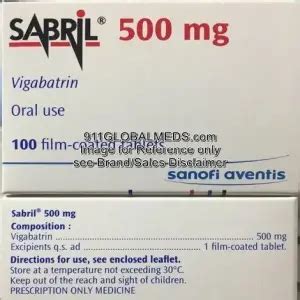 SABRIL® 500 mg
Vigabatrin
Oral use
911GLOBALMEDS.COM
Image for Reference only
100 film-coated tablets
see Brand/Sales Disclaimer
sanofi aventis
Sabril® 500 mg
Composition :
Vigabatrin 500 mg
Excipients q.s. ad 1 film-coated tablet.
Directions for use, see enclosed leaflet.
Store at a temperature not exceeding 30°C.
Keep out of the reach and sight of children.
PRESCRIPTION ONLY MEDICINE